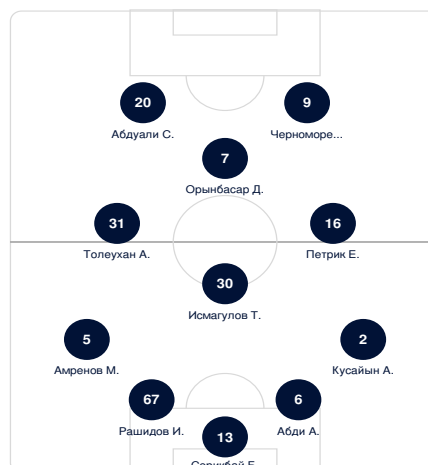 20
9
Абдуали С.
Черноморе...
7
Орынбасар Д.
31
16
Толеухан А.
Петрик Е.
30
Исмагулов Т.
5
2
Амренов М.
Кусайын А.
67
6
Рашидов И.
Абди А.
13